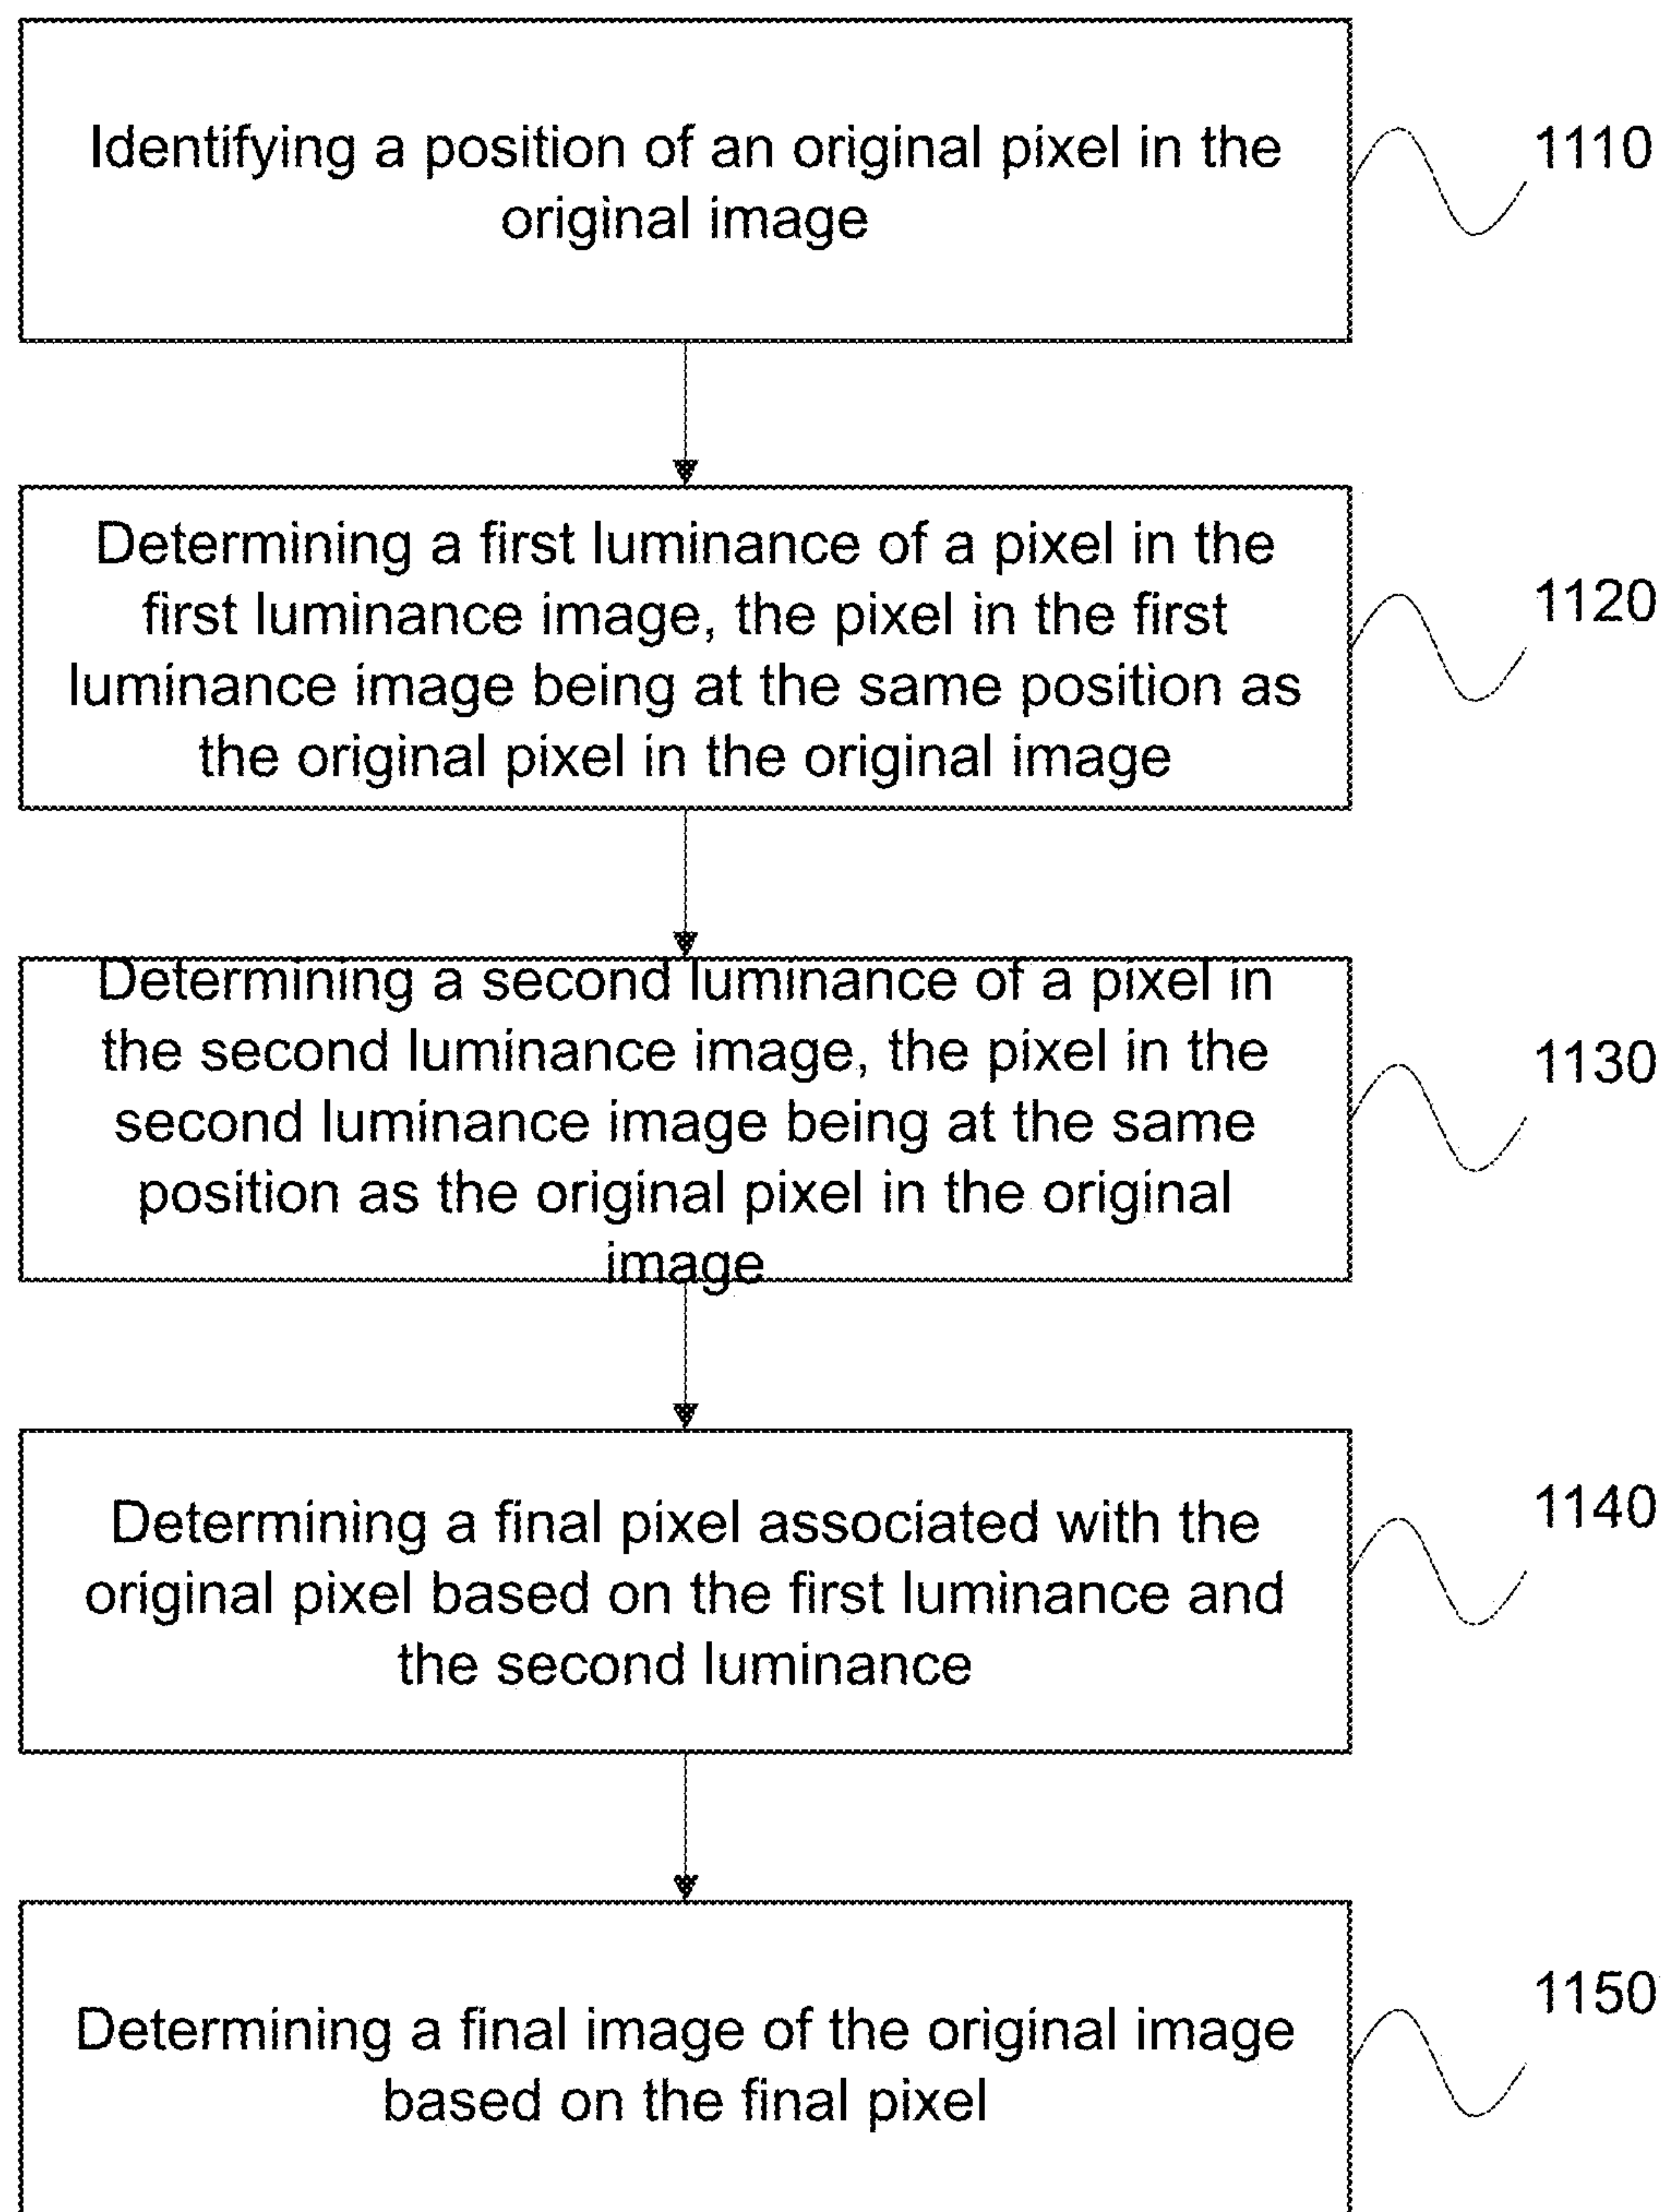 Identifying a position of an original pixel in the
original image
1110
Determining a first luminance of a pixel in the
first luminance image, the pixel in the first
luminance image being at the same position as
the original pixel in the original image
1120
Determining a second luminance of a pixel in
the second luminance image, the pixel in the
second luminance image being at the same
position as the original pixel in the original
image
1130
Determining a final pixel associated with the
original pixel based on the first luminance and
the second luminance
1140
Determining a final image of the original image
based on the final pixel
1150